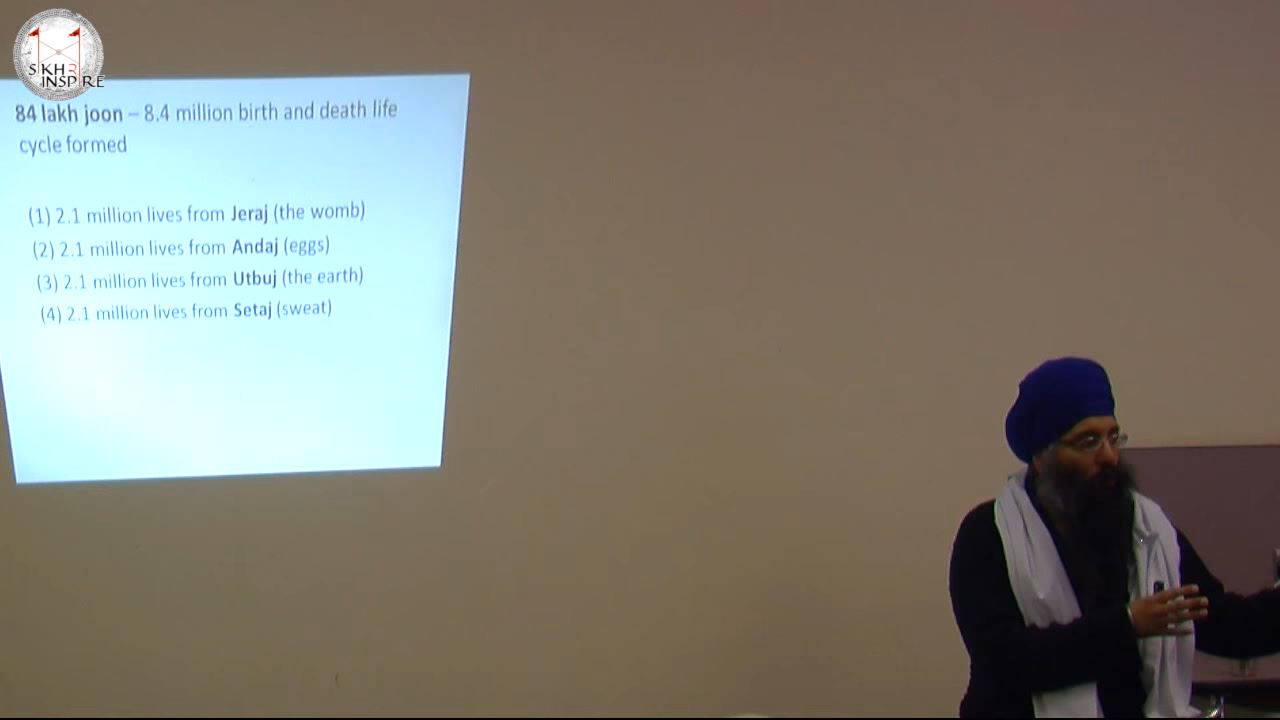 SIKH
INSPIRE
84 lakh joon – 8.4 million birth and death life
cycle formed
(1) 2.1 million lives from Jeraj (the womb)
(2) 2.1 million lives from Andaj (eggs)
(3) 2.1 million lives from Utbuj (the earth)
(4) 2.1 million lives from Setaj (sweat)